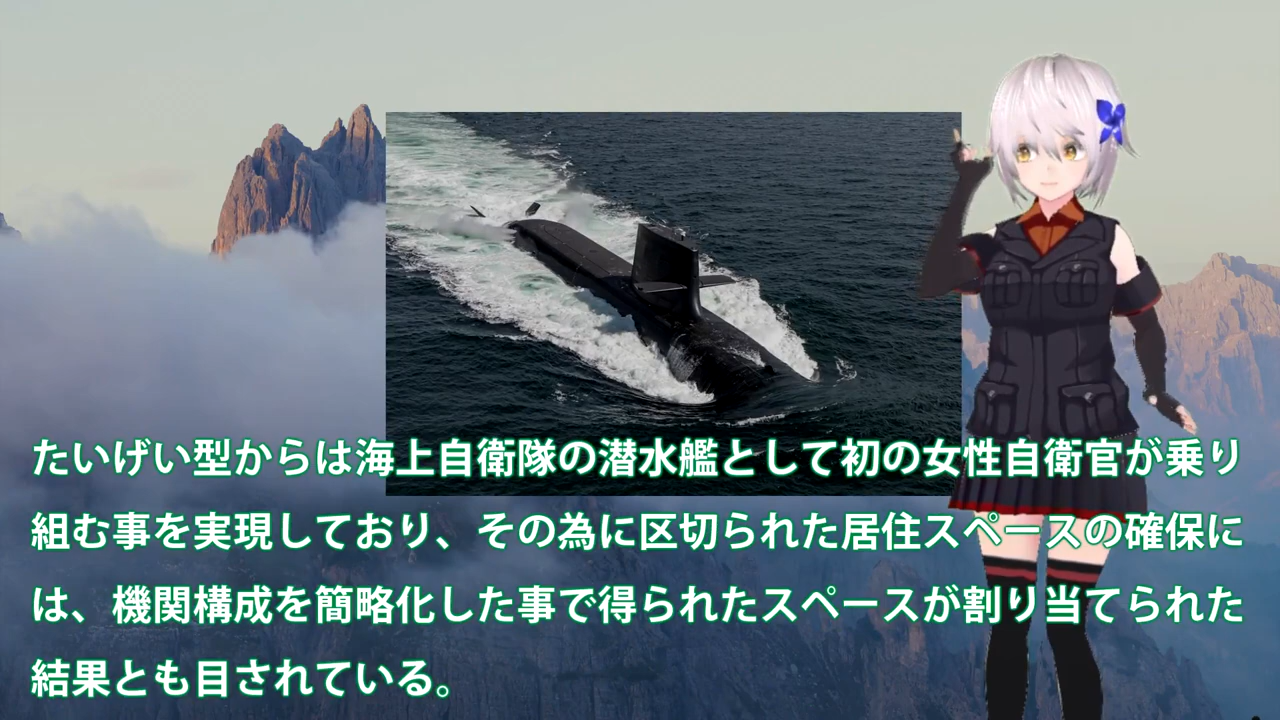 たいげい型からは海上自衛隊の潜水艦として初の女性自衛官が乗り
組む事を実現しており、その為に区切られた居住スペースの確保に
は、機関構成を簡略化した事で得られたスペースが割り当てられた
結果とも目されている。